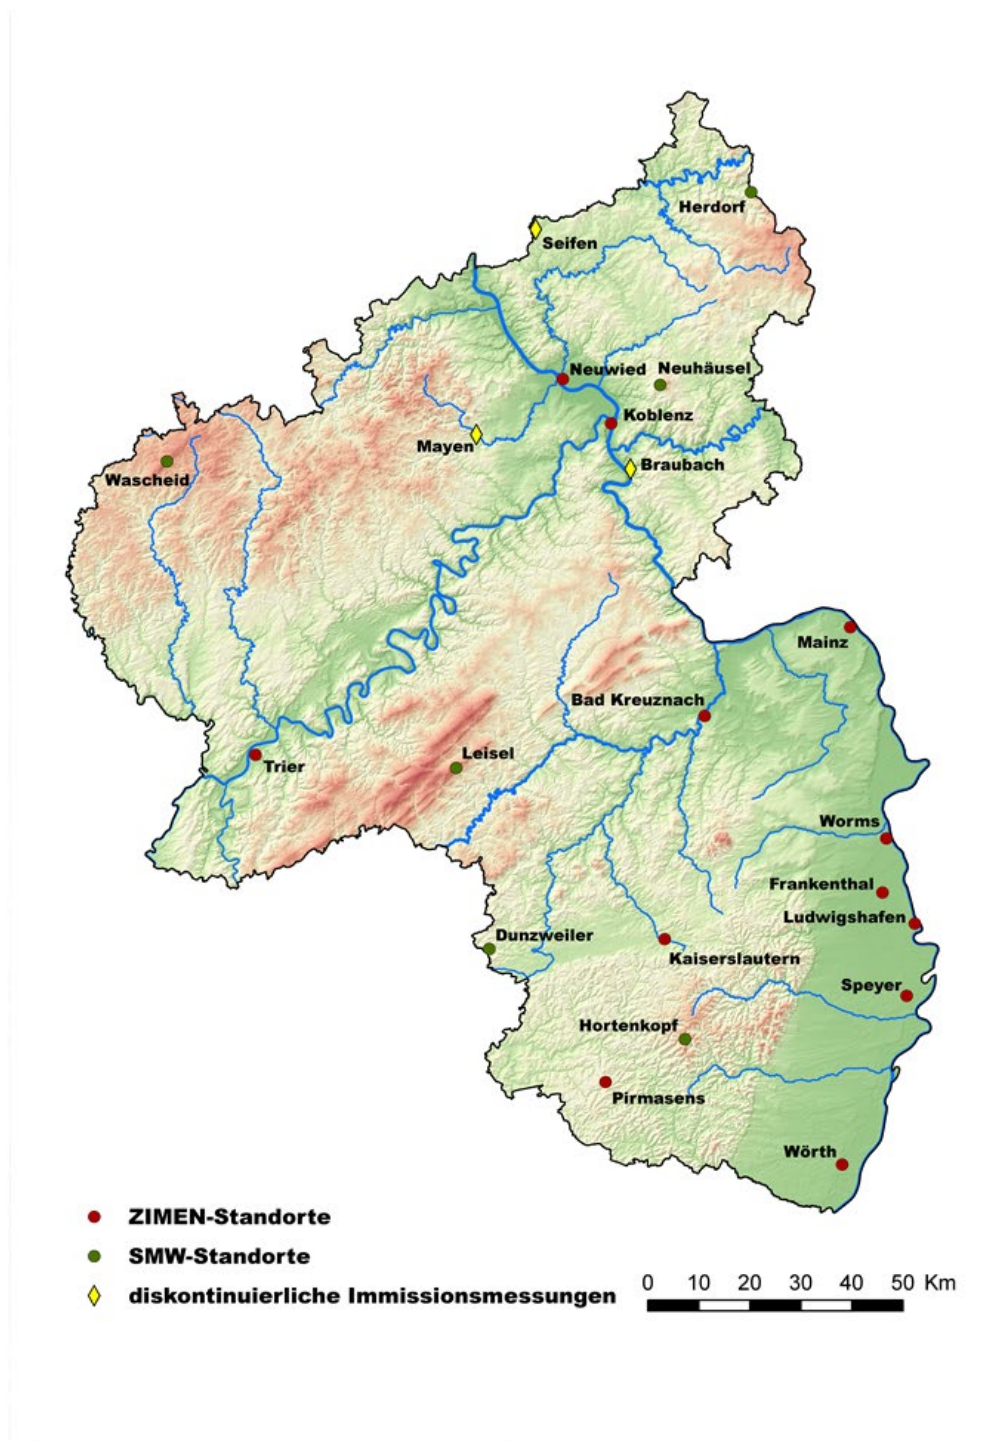 Herdorf
Seifen
Neuwied
Neuhäusel
Koblenz
Mayen
Braubach
Wascheid
Mainz
Bad Kreuznach
Leisel
Trier
Worms
Frankenthal
Ludwigshafen
Dunzweiler
Kaiserslautern
Speyer
Hortenkopf
Pirmasens
Wörth
ZIMEN-Standorte
SMW-Standorte
diskontinuierliche Immissionsmessungen
0 10 20 30 40 50 Km